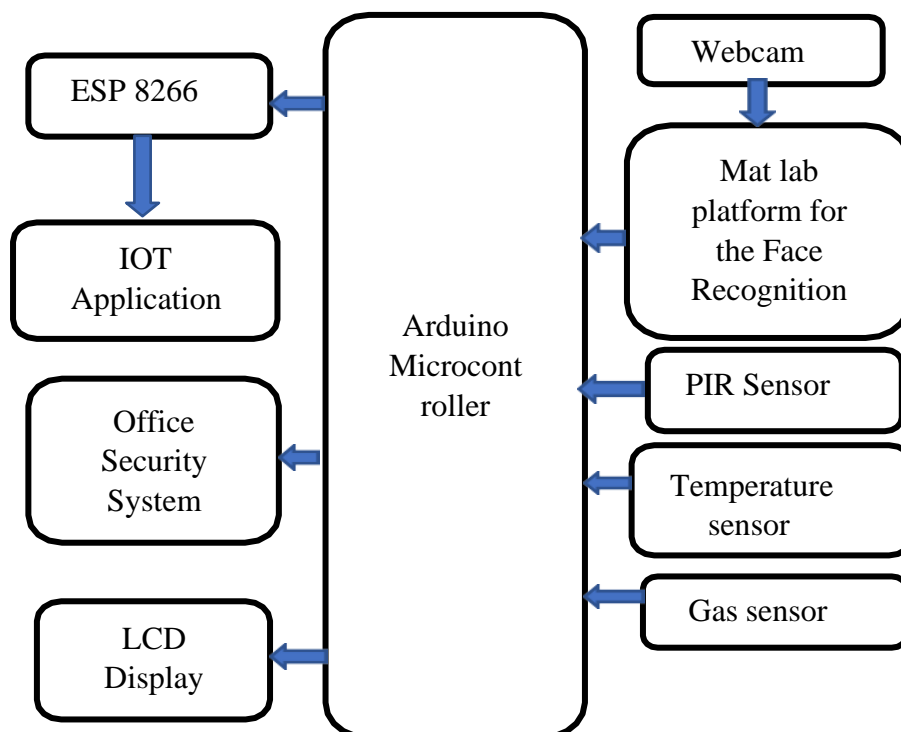 ESP 8266
IOT
Application
Office
Security
System
LCD
Display
Arduino
Microcont
roller
Webcam
Mat lab
platform for
the Face
Recognition
PIR Sensor
Temperature
sensor
Gas sensor